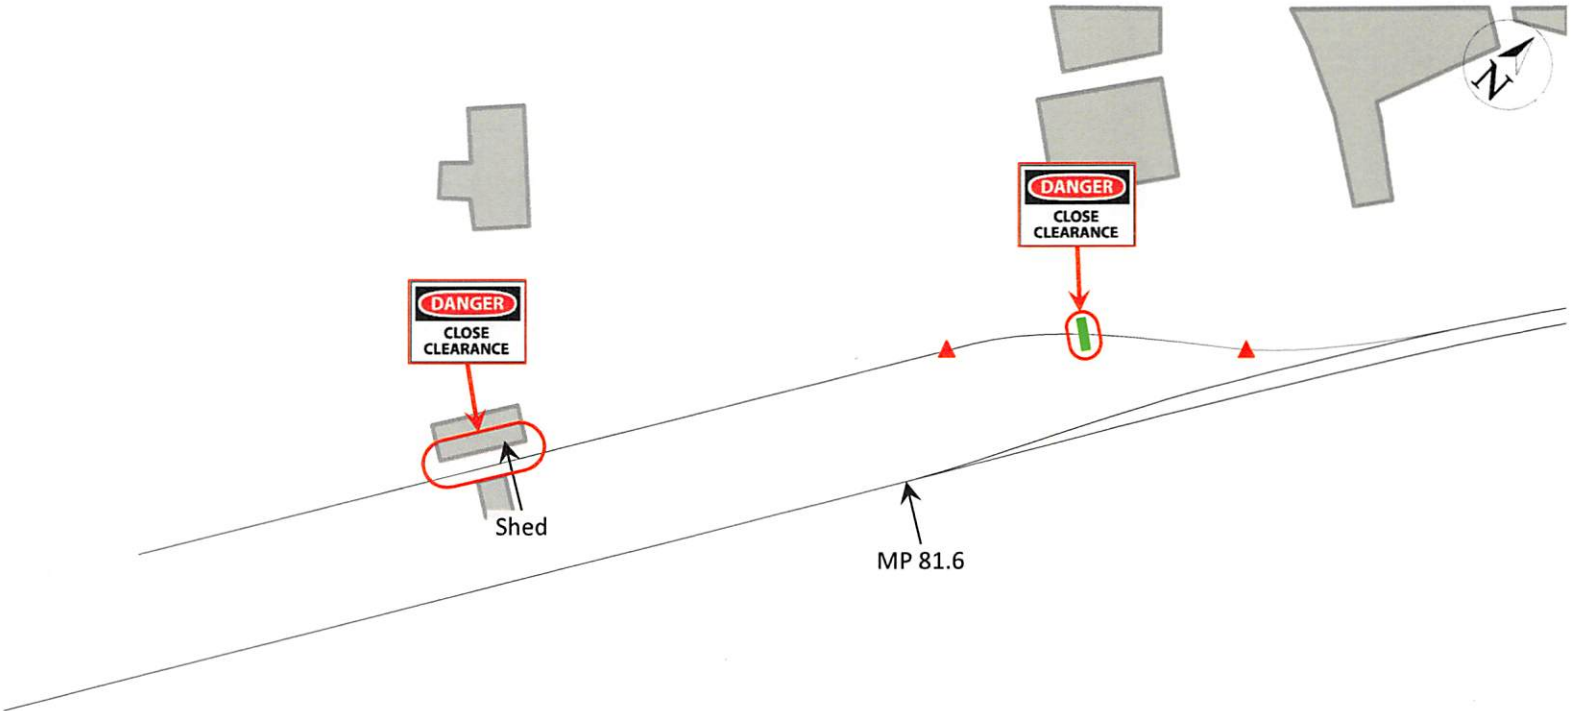 N
DANGER
CLOSE
CLEARANCE
DANGER
CLOSE
CLEARANCE
Shed
MP 81.6